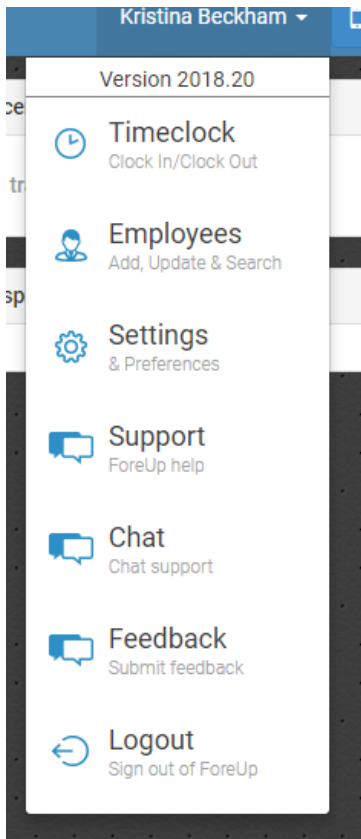 Kristina Beckham
Version 2018.20
Timeclock
Clock In/Clock Out
Employees
Add, Update & Search
Settings
& Preferences
Support
ForeUp help
Chat
Chat support
Feedback
Submit feedback
Logout
Sign out of ForeUp